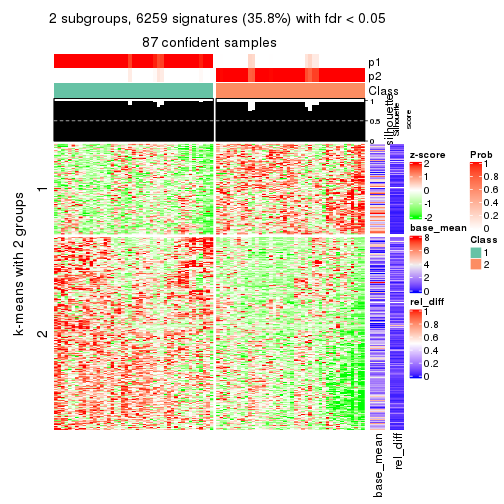 2 subgroups, 6259 signatures (35.8%) with fdr < 0.05
87 confident samples
p1
p2
Class
1
0.5
0
silhouette
Silhouette
score
k-means with 2 groups
1
2
base_mean
rel_diff
z-score
2
1
0
-1
-2
base_mean
8
6
4
2
0
rel_diff
1
0.8
0.6
0.4
0.2
0
Prob
1
0.8
0.6
0.4
0.2
0
Class
1
2